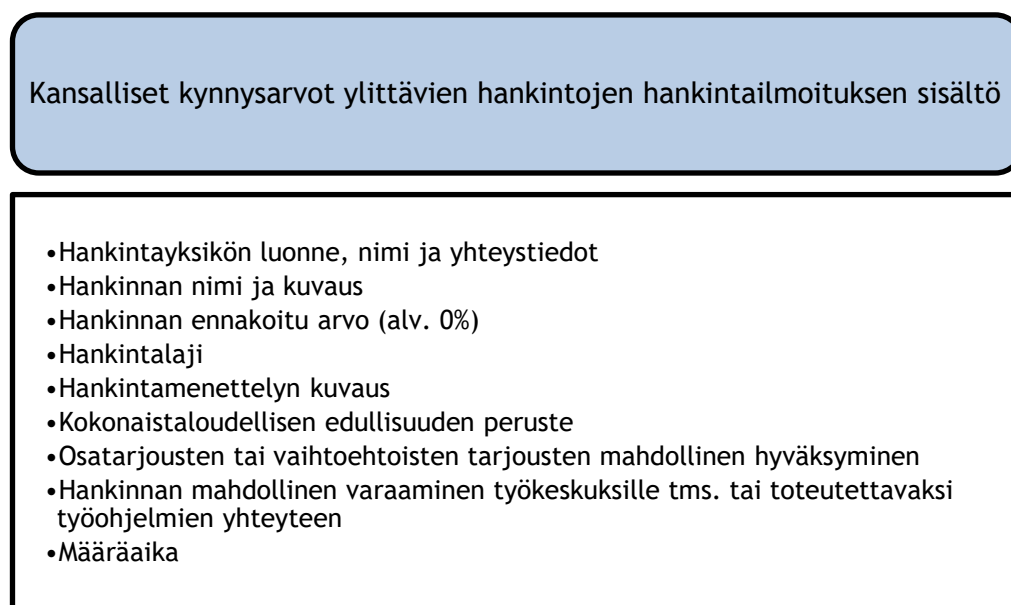 Kansalliset kynnysarvot ylittävien hankintojen hankintailmoituksen sisältö
•Hankintayksikön luonne, nimi ja yhteystiedot
•Hankinnan nimi ja kuvaus
•Hankinnan ennakoitu arvo (alv. 0%)
•Hankintalaji
•Hankintamenettelyn kuvaus
•Kokonaistaloudellisen edullisuuden peruste
•Osatarjousten tai vaihtoehtoisten tarjousten mahdollinen hyväksyminen
•Hankinnan mahdollinen varaaminen työkeskuksille tms. tai toteutettavaksi
työohjelmien yhteyteen
•Määräaika